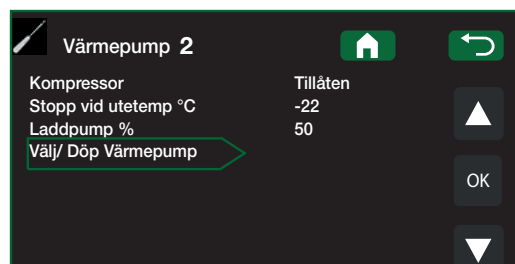 Värmepump 2
Kompressor Tillåten
Stopp vid utetemp °C -22
Laddpump % 50
Välj/ Döp Värmepump
OK